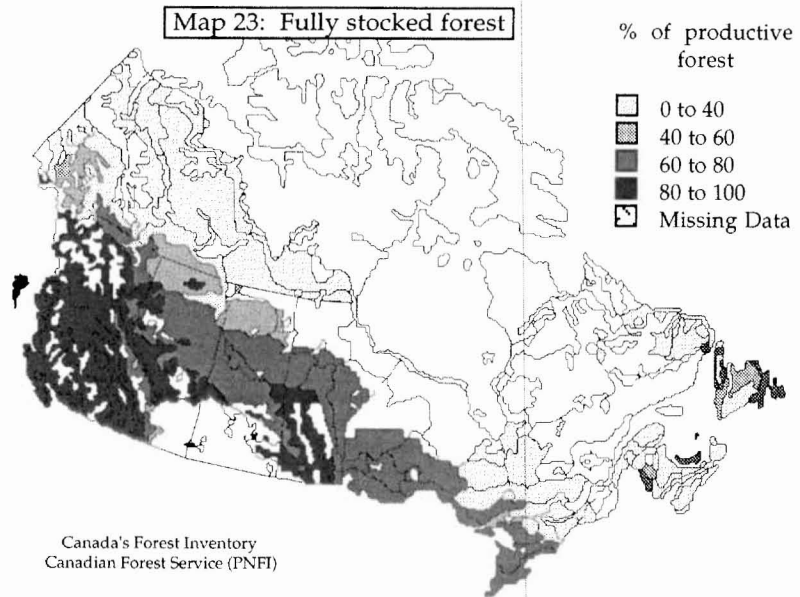 Map 23: Fully stocked forest
% of productive
forest
0 to 40
40 to 60
60 to 80
80 to 100
Missing Data
Canada's Forest Inventory
Canadian Forest Service (PNFI)